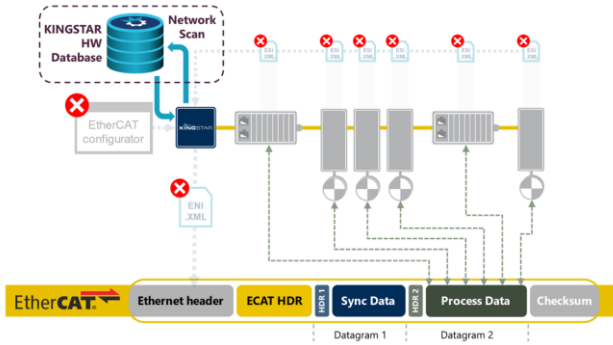 KINGSTAR
HW
Database
Network
Scan
ESI
.XML
ESI
.XML
ESI
.XML
ESI
.XML
ESI
.XML
ESI
.XML
EtherCAT
configurator
KINGSTAR
ENI
.XML
EtherCAT®
Ethernet header
ECAT HDR
HDR 1
Sync Data
HDR 2
Process Data
Checksum
Datagram 1
Datagram 2